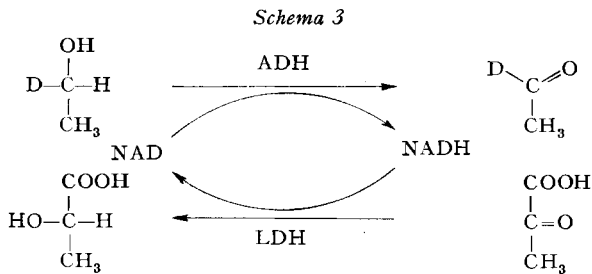 Schema 3
OH
ADH
D–C–H
D
C
O
CH3
CH3
NAD
NADH
COOH
COOH
HO–C–H
C=O
LDH
CH3
CH3